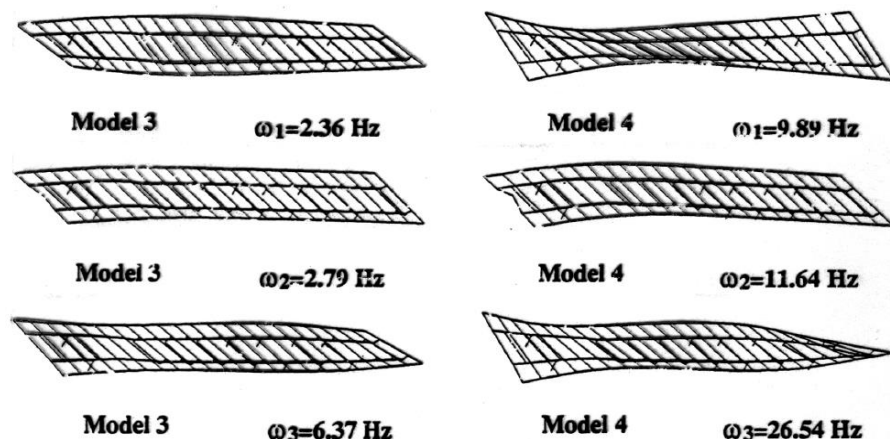 Model 3 ω1=2.36 Hz
Model 4 ω1=9.89 Hz
Model 3 ω2=2.79 Hz
Model 4 ω2=11.64 Hz
Model 3 ω3=6.37 Hz
Model 4 ω3=26.54 Hz